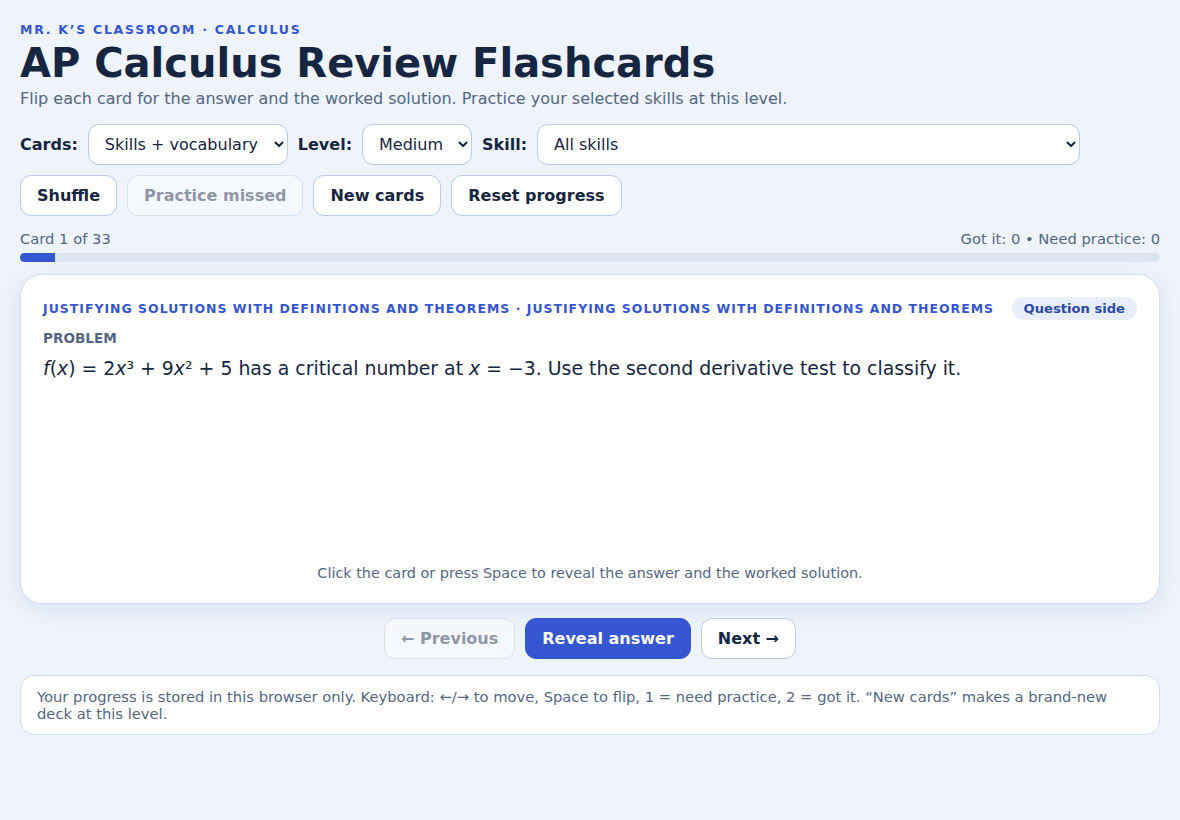 MR. K’S CLASSROOM · CALCULUS
AP Calculus Review Flashcards
Flip each card for the answer and the worked solution. Practice your selected skills at this level.
Cards: Skills + vocabulary Level: Medium Skill: All skills
Shuffle Practice missed New cards Reset progress
Card 1 of 33 Got it: 0 • Need practice: 0
JUSTIFYING SOLUTIONS WITH DEFINITIONS AND THEOREMS · JUSTIFYING SOLUTIONS WITH DEFINITIONS AND THEOREMS Question side
PROBLEM
f(x) = 2x³ + 9x² + 5 has a critical number at x = −3. Use the second derivative test to classify it.
Click the card or press Space to reveal the answer and the worked solution.
← Previous Reveal answer Next →
Your progress is stored in this browser only. Keyboard: ←/→ to move, Space to flip, 1 = need practice, 2 = got it. “New cards” makes a brand-new
deck at this level.